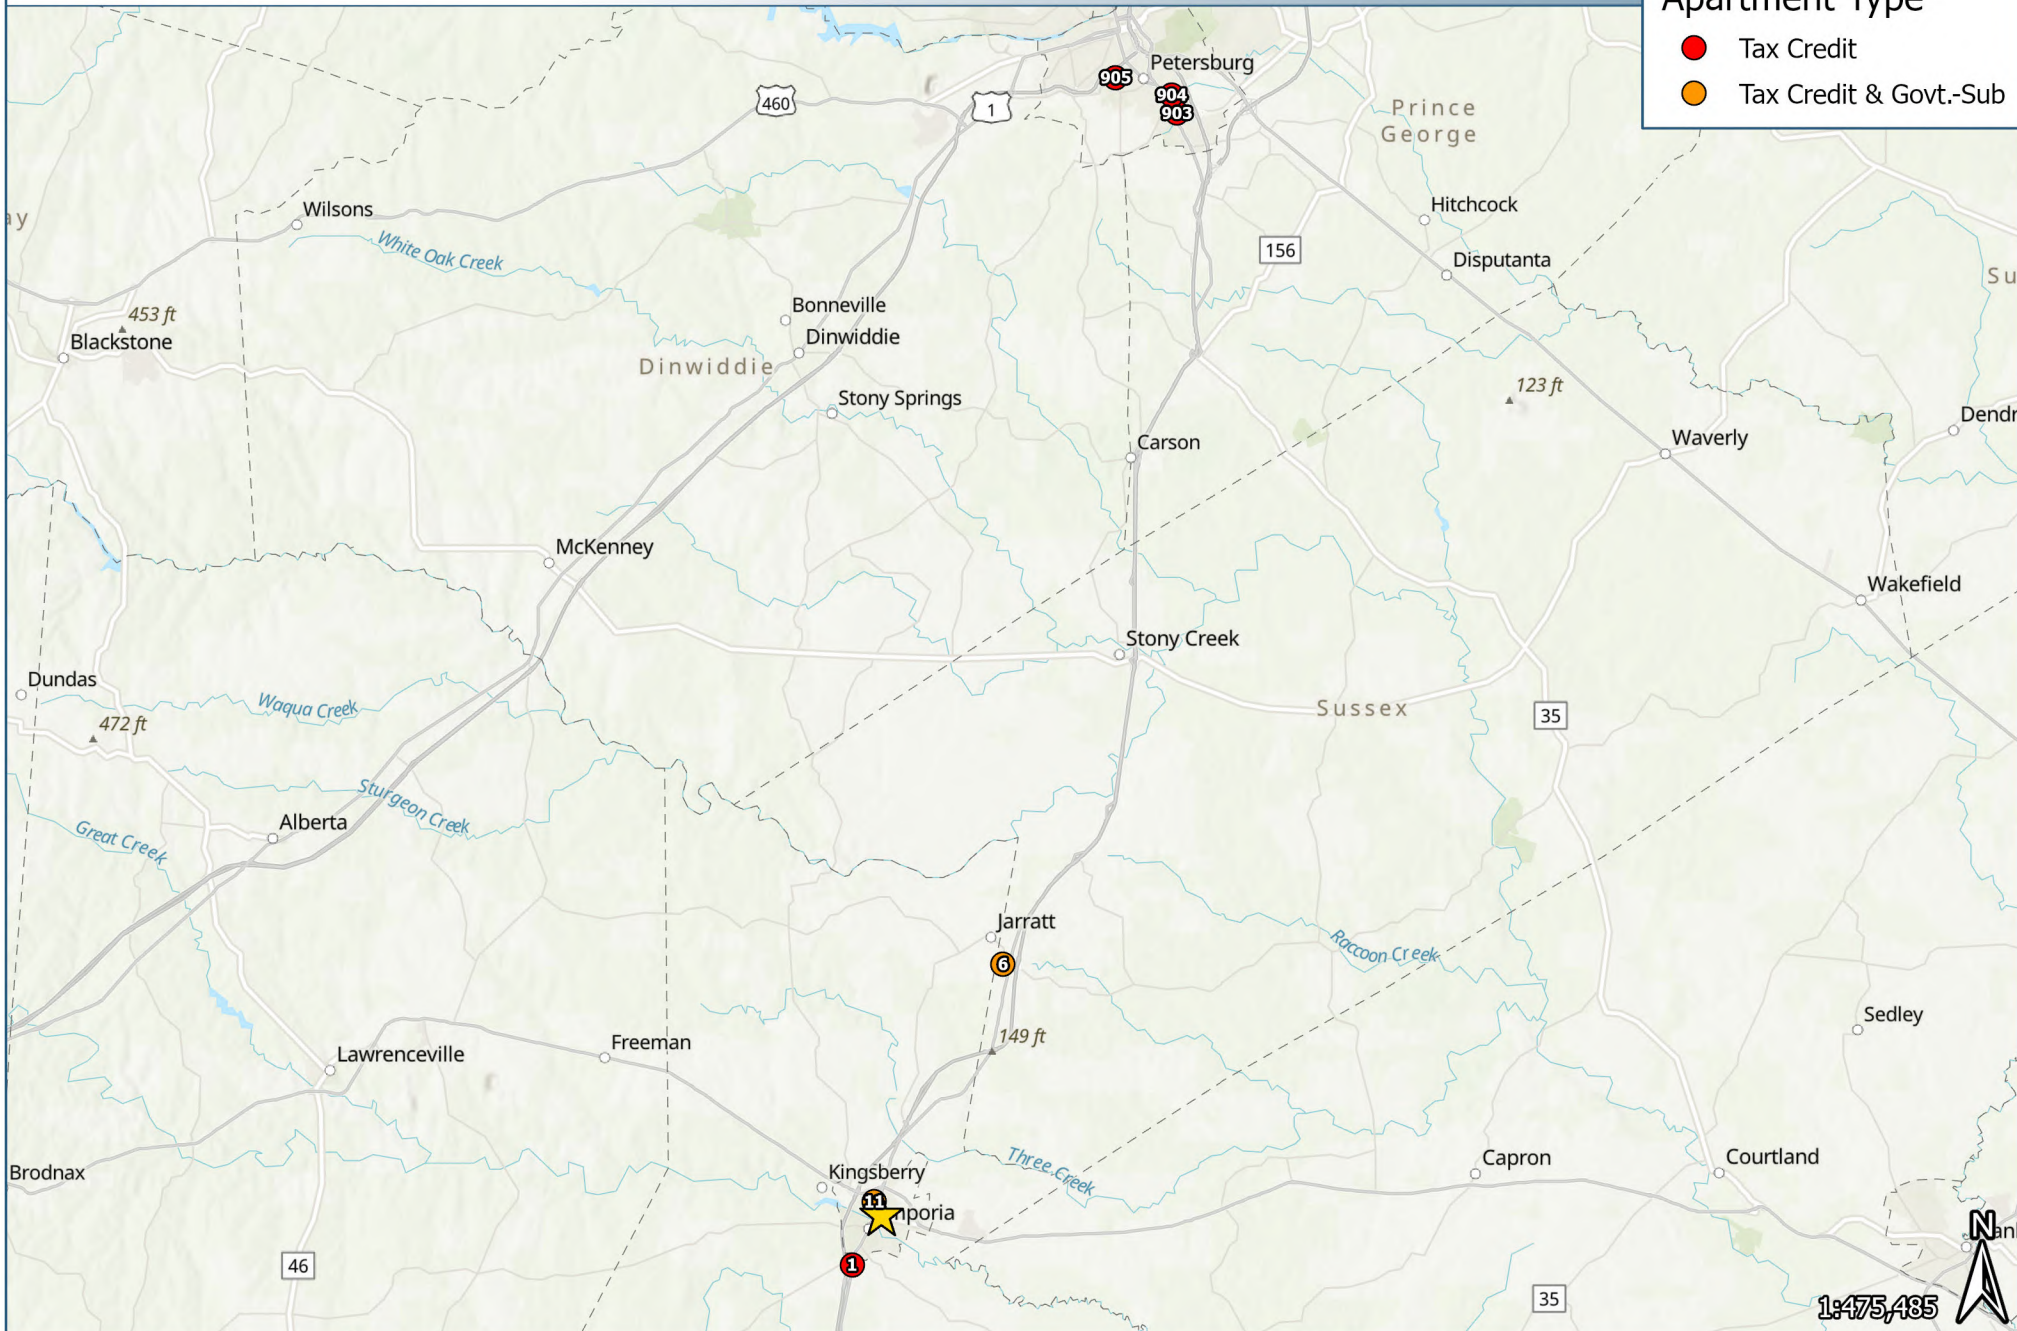 Apartment Type
Tax Credit
Tax Credit & Govt.-Sub
Petersburg
905
904
903
460
1
Prince
George
Wilsons
Hitchcock
White Oak Creek
156
Disputanta
453 ft
Bonneville
Blackstone
Dinwiddie
Dinwiddie
123 ft
Stony Springs
Carson
Waverly
McKenney
Wakefield
Stony Creek
Dundas
Waqua Creek
Sussex
35
472 ft
Sturgeon Creek
Great Creek
Alberta
Jarratt
Raccoon Creek
6
Sedley
149 ft
Freeman
Lawrenceville
Three Creek
Capron
Courtland
Brodnax
Kingsberry
11
mporia
N
1
46
35
1:475,485